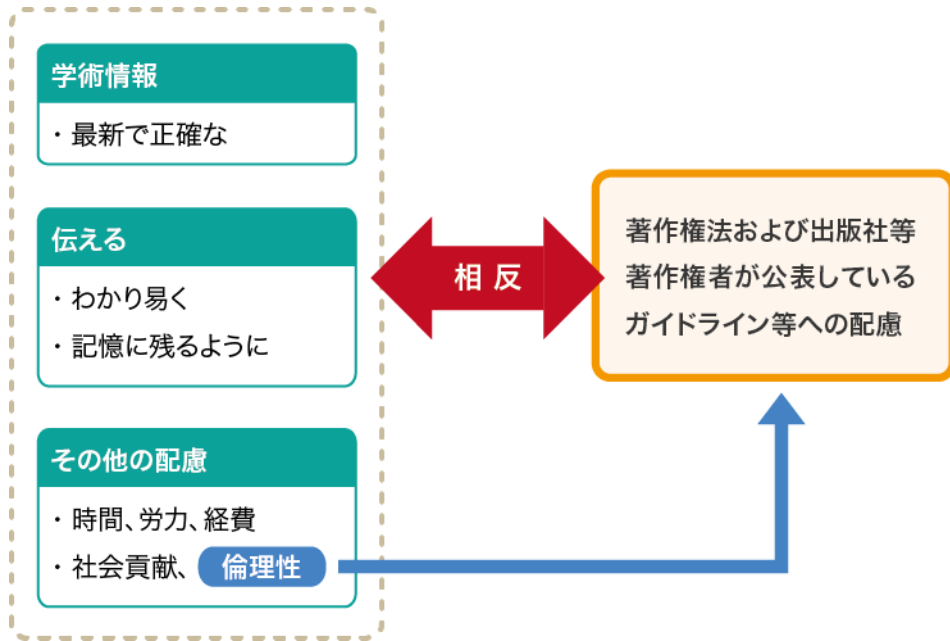 学術情報
・最新で正確な
伝える
・わかり易く
・記憶に残るように
その他の配慮
・時間、労力、経費
・社会貢献、倫理性
相反
著作権法および出版社等
著作権者が公表している
ガイドライン等への配慮